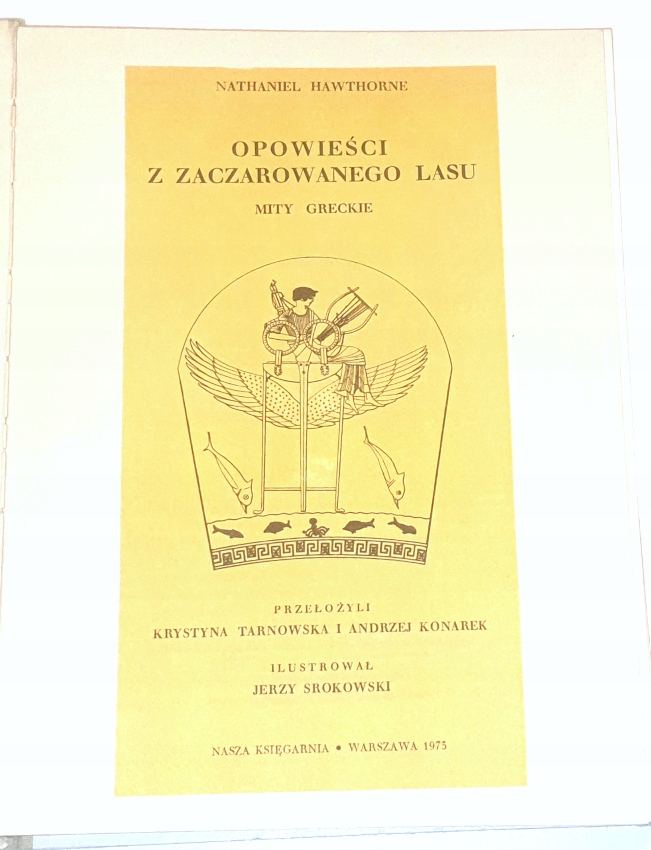 NATHANIEL HAWTHORNE
OPOWIEŚCI
Z ZACZAROWANEGO LASU
MITY GRECKIE
PRZEŁOŻYLI
KRYSTYNA TARNOWSKA I ANDRZEJ KONAREK
ILUSTROWAŁ
JERZY SROKOWSKI
NASZA KSIĘGARNIA • WARSZAWA 1975